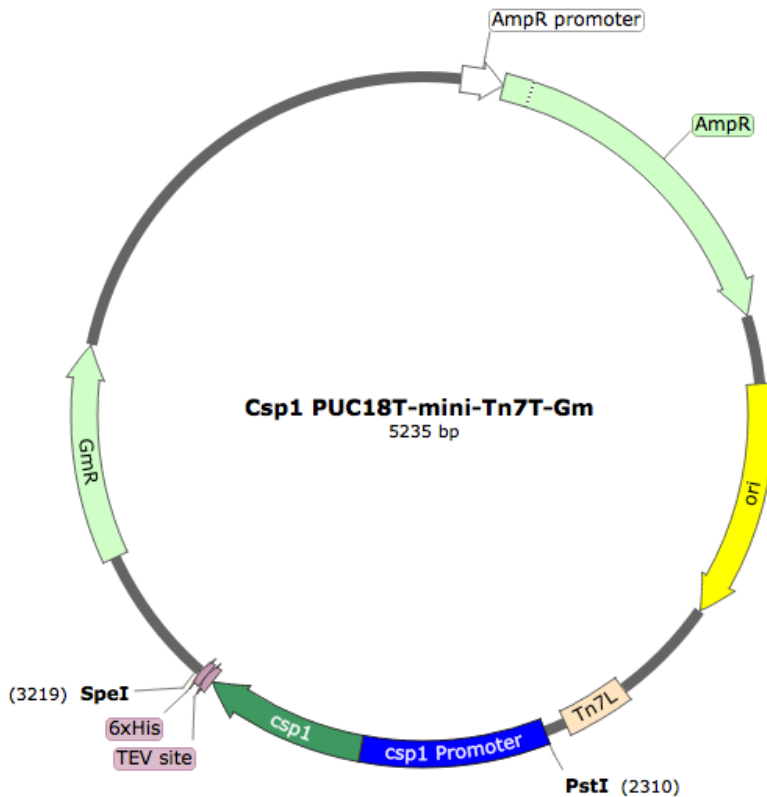 AmpR promoter
AmpR
Csp1 PUC18T-mini-Tn7T-Gm
5235 bp
GmR
ori
(3219) SpeI
6xHis
TEV site
csp1
csp1 Promoter
Tn7L
PstI (2310)